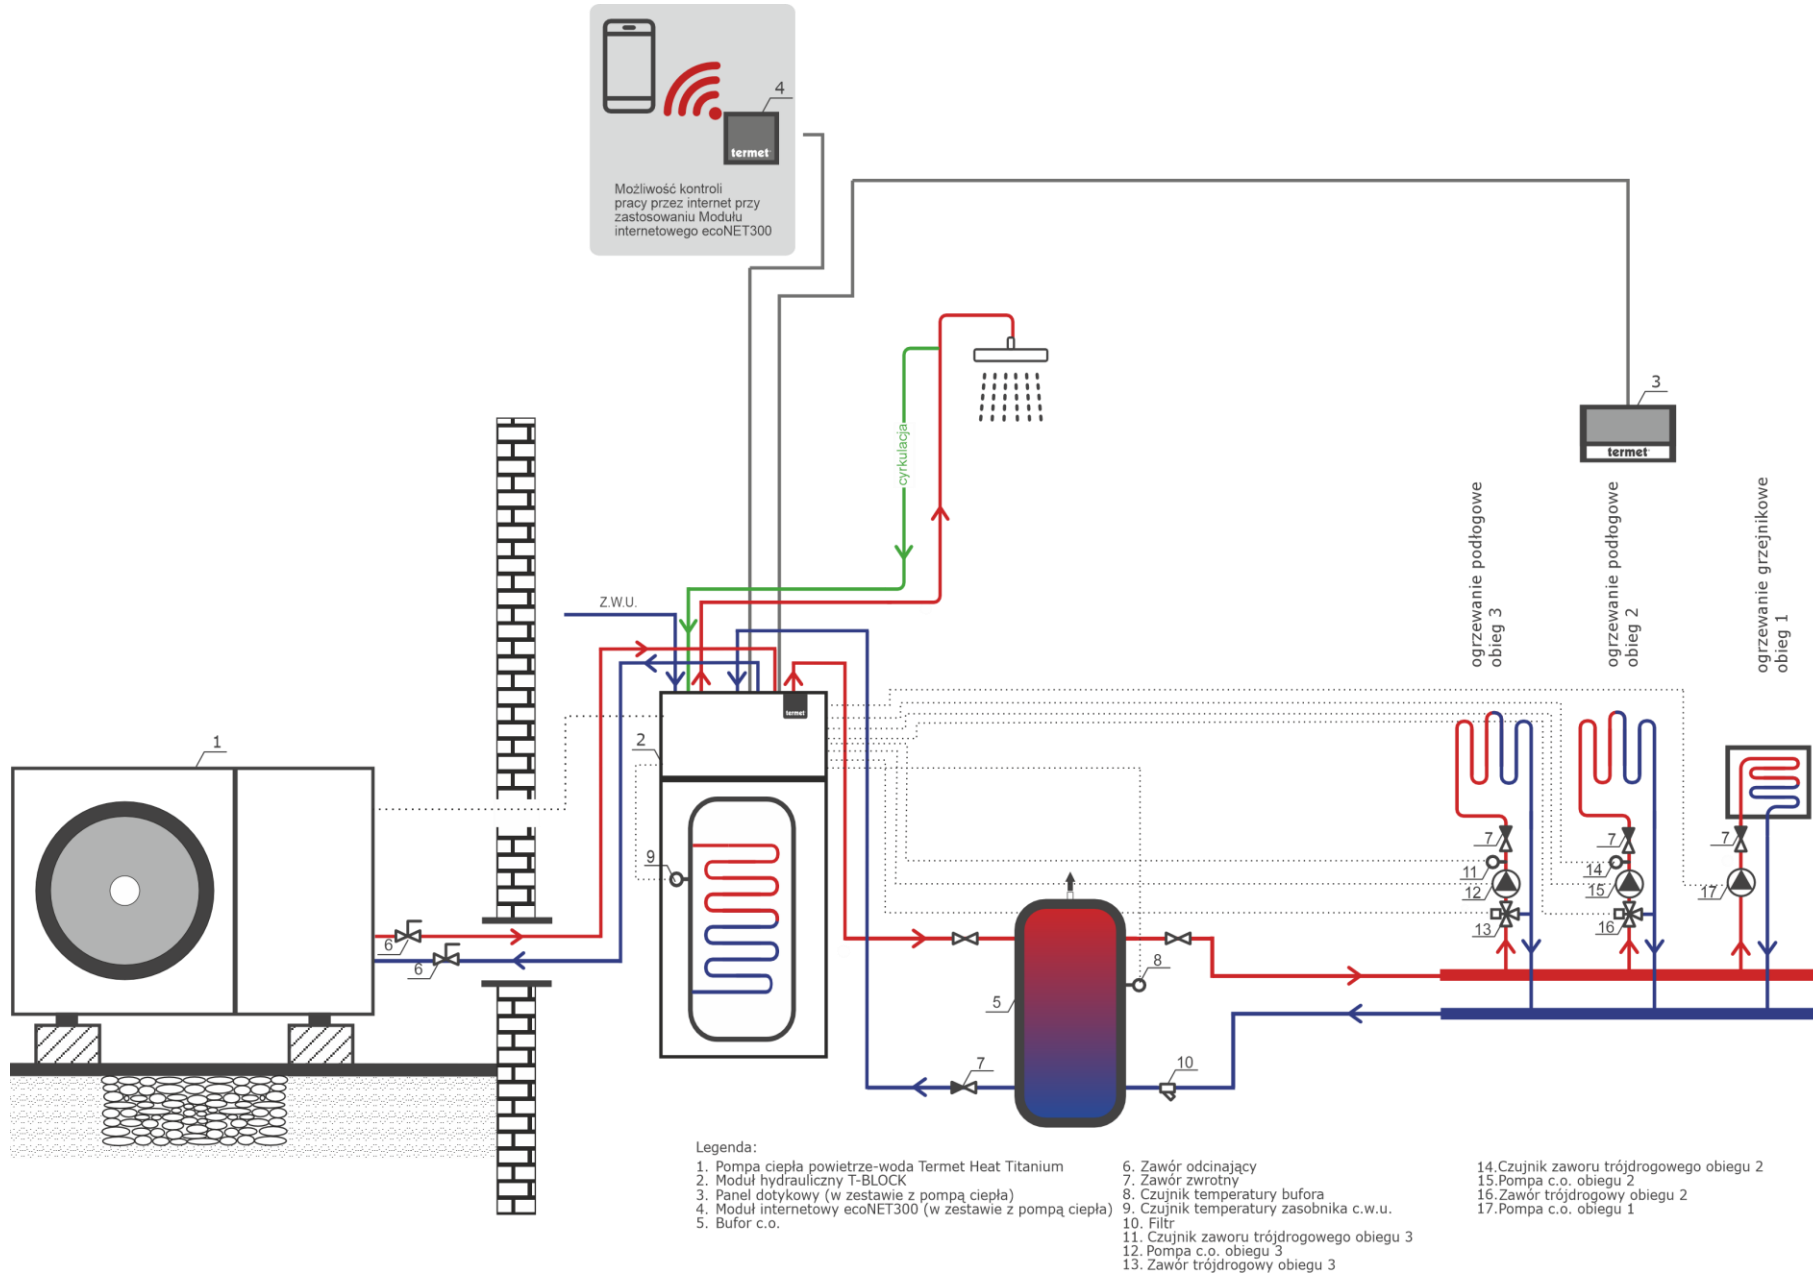 4
termet
Możliwość kontroli
pracy przez internet przy
zastosowaniu Modułu
internetowego ecoNET300
3
termet
cyrkulacja
ogrzewanie podłogowe
obieg 3
ogrzewanie podłogowe
obieg 2
ogrzewanie grzejnikowe
obieg 1
Z.W.U.
termet
1
2
9
6
6
7
7
7
11
14
12
15
17
13
16
8
5
7
10
Legenda:
1. Pompa ciepła powietrze-woda Termet Heat Titanium
2. Moduł hydrauliczny T-BLOCK
3. Panel dotykowy (w zestawie z pompą ciepła)
4. Moduł internetowy ecoNET300 (w zestawie z pompą ciepła)
5. Bufor c.o.
6. Zawór odcinający
7. Zawór zwrotny
8. Czujnik temperatury bufora
9. Czujnik temperatury zasobnika c.w.u.
10. Filtr
11. Czujnik zaworu trójdrogowego obiegu 3
12. Pompa c.o. obiegu 3
13. Zawór trójdrogowy obiegu 3
14.Czujnik zaworu trójdrogowego obiegu 2
15.Pompa c.o. obiegu 2
16.Zawór trójdrogowy obiegu 2
17.Pompa c.o. obiegu 1